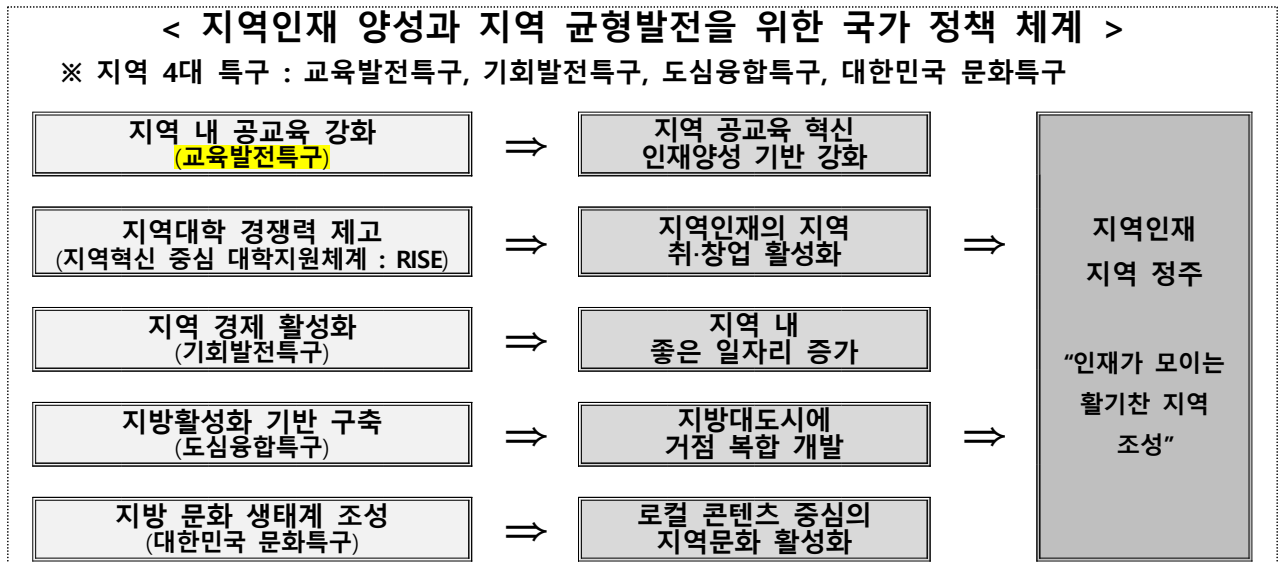 < 지역인재 양성과 지역 균형발전을 위한 국가 정책 체계 >
※ 지역 4대 특구 : 교육발전특구, 기회발전특구, 도심융합특구, 대한민국 문화특구
지역 내 공교육 강화
(교육발전특구)
⇒
지역 공교육 혁신
인재양성 기반 강화
지역대학 경쟁력 제고
(지역혁신 중심 대학지원체계 : RISE)
⇒
지역인재의 지역
취·창업 활성화
⇒
지역 경제 활성화
(기회발전특구)
⇒
지역 내
좋은 일자리 증가
지방활성화 기반 구축
(도심융합특구)
⇒
지방대도시에
거점 복합 개발
⇒
지방 문화 생태계 조성
(대한민국 문화특구)
⇒
로컬 콘텐츠 중심의
지역문화 활성화
지역인재
지역 정주
“인재가 모이는
활기찬 지역
조성”